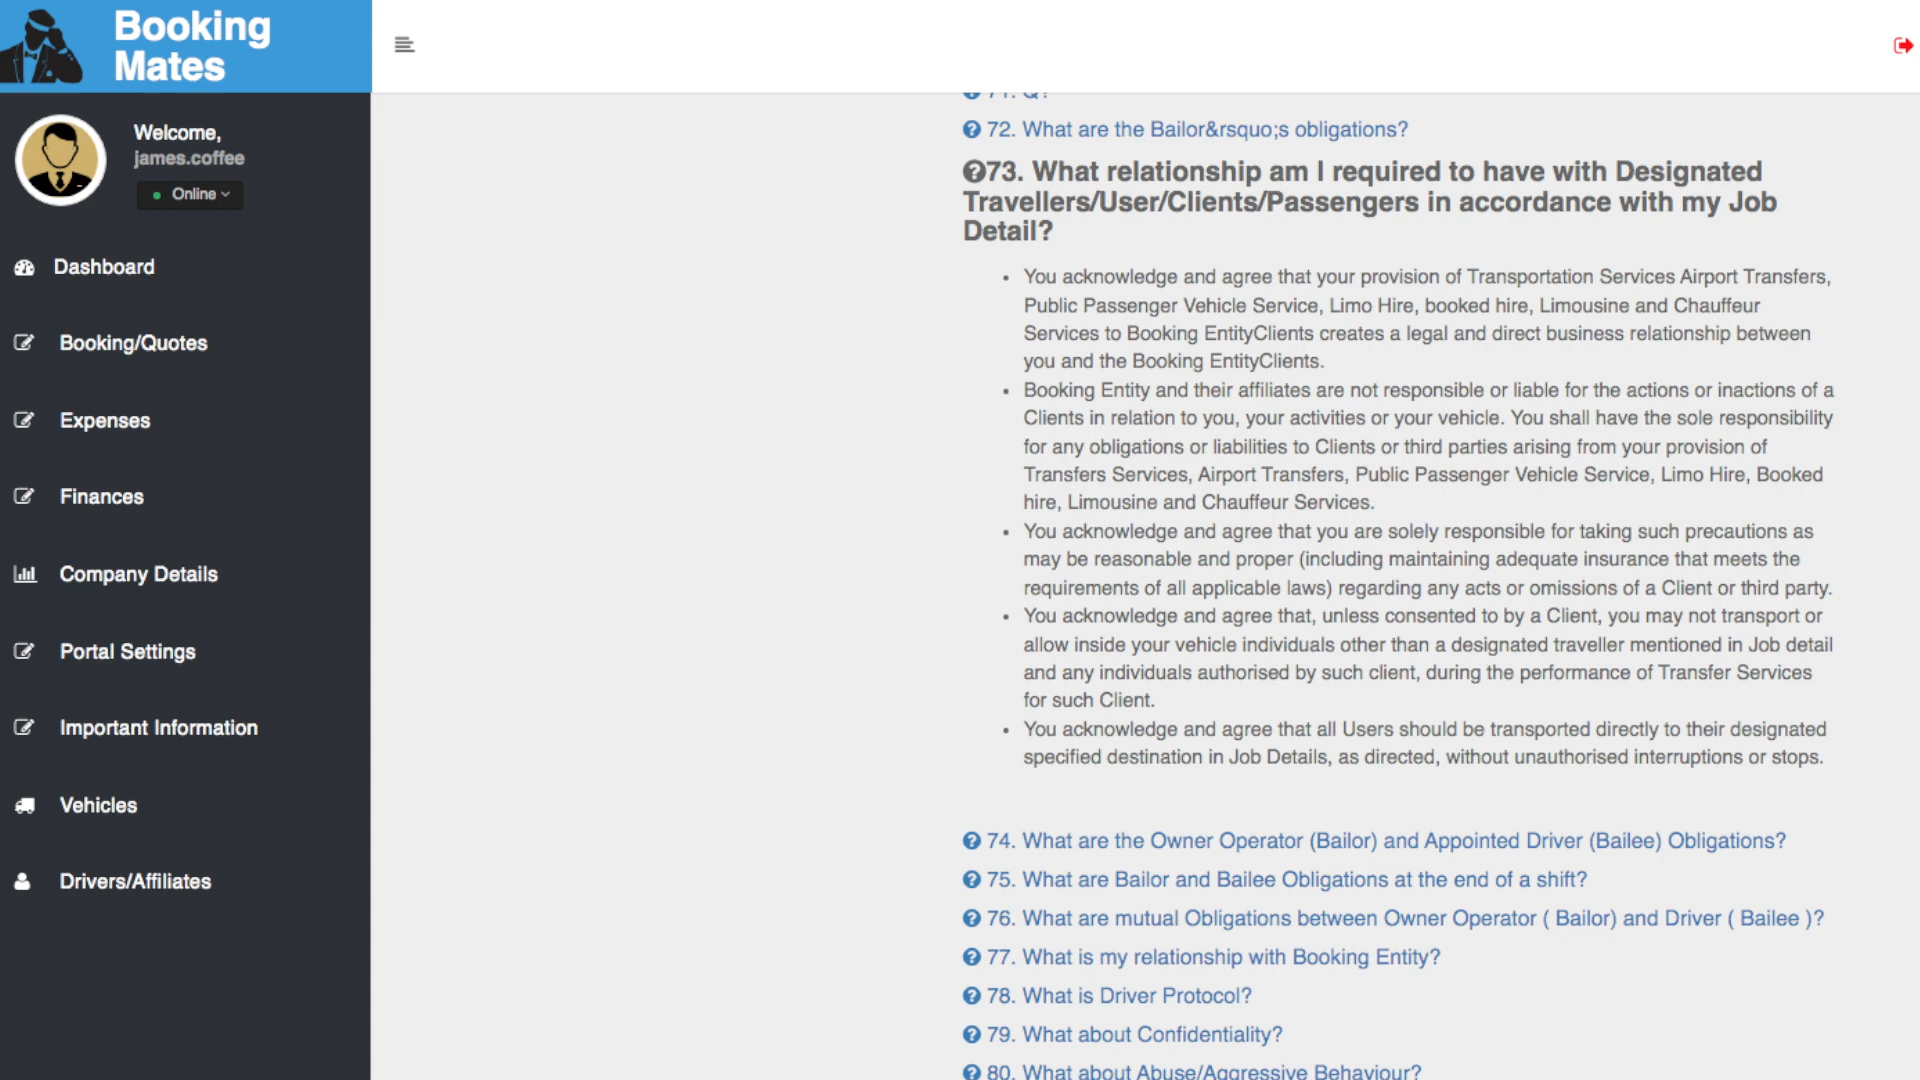 Booking
Mates
Welcome,
james.coffee
Online
Dashboard
Booking/Quotes
Expenses
Finances
Company Details
Portal Settings
Important Information
Vehicles
Drivers/Affiliates
71. Q?
72. What are the Bailor&rsquo;s obligations?
73. What relationship am I required to have with Designated
Travellers/User/Clients/Passengers in accordance with my Job
Detail?
• You acknowledge and agree that your provision of Transportation Services Airport Transfers,
Public Passenger Vehicle Service, Limo Hire, booked hire, Limousine and Chauffeur
Services to Booking EntityClients creates a legal and direct business relationship between
you and the Booking EntityClients.
• Booking Entity and their affiliates are not responsible or liable for the actions or inactions of a
Clients in relation to you, your activities or your vehicle. You shall have the sole responsibility
for any obligations or liabilities to Clients or third parties arising from your provision of
Transfers Services, Airport Transfers, Public Passenger Vehicle Service, Limo Hire, Booked
hire, Limousine and Chauffeur Services.
• You acknowledge and agree that you are solely responsible for taking such precautions as
may be reasonable and proper (including maintaining adequate insurance that meets the
requirements of all applicable laws) regarding any acts or omissions of a Client or third party.
• You acknowledge and agree that, unless consented to by a Client, you may not transport or
allow inside your vehicle individuals other than a designated traveller mentioned in Job detail
and any individuals authorised by such client, during the performance of Transfer Services
for such Client.
• You acknowledge and agree that all Users should be transported directly to their designated
specified destination in Job Details, as directed, without unauthorised interruptions or stops.
74. What are the Owner Operator (Bailor) and Appointed Driver (Bailee) Obligations?
75. What are Bailor and Bailee Obligations at the end of a shift?
76. What are mutual Obligations between Owner Operator ( Bailor) and Driver ( Bailee )?
77. What is my relationship with Booking Entity?
78. What is Driver Protocol?
79. What about Confidentiality?
80. What about Abuse/Aggressive Behaviour?